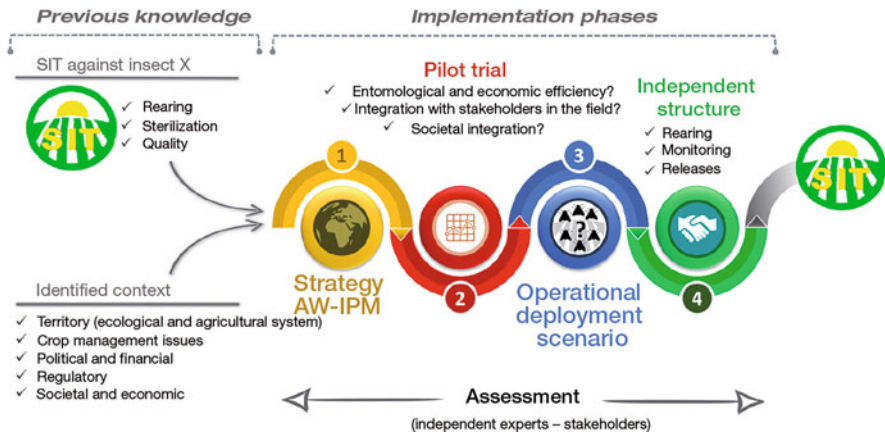 Previous knowledge
Implementation phases
SIT against insect X
SIT
✓ Rearing
✓ Sterilization
✓ Quality
Identified context
✓ Territory (ecological and agricultural system)
✓ Crop management issues
✓ Political and financial
✓ Regulatory
✓ Societal and economic
1
Strategy
AW-IPM
Pilot trial
✓ Entomological and economic efficiency?
✓ Integration with stakeholders in the field?
✓ Societal integration?
2
3
?
Operational
deployment
scenario
Independent
structure
✓ Rearing
✓ Monitoring
✓ Releases
4
SIT
Assessment
(independent experts – stakeholders)